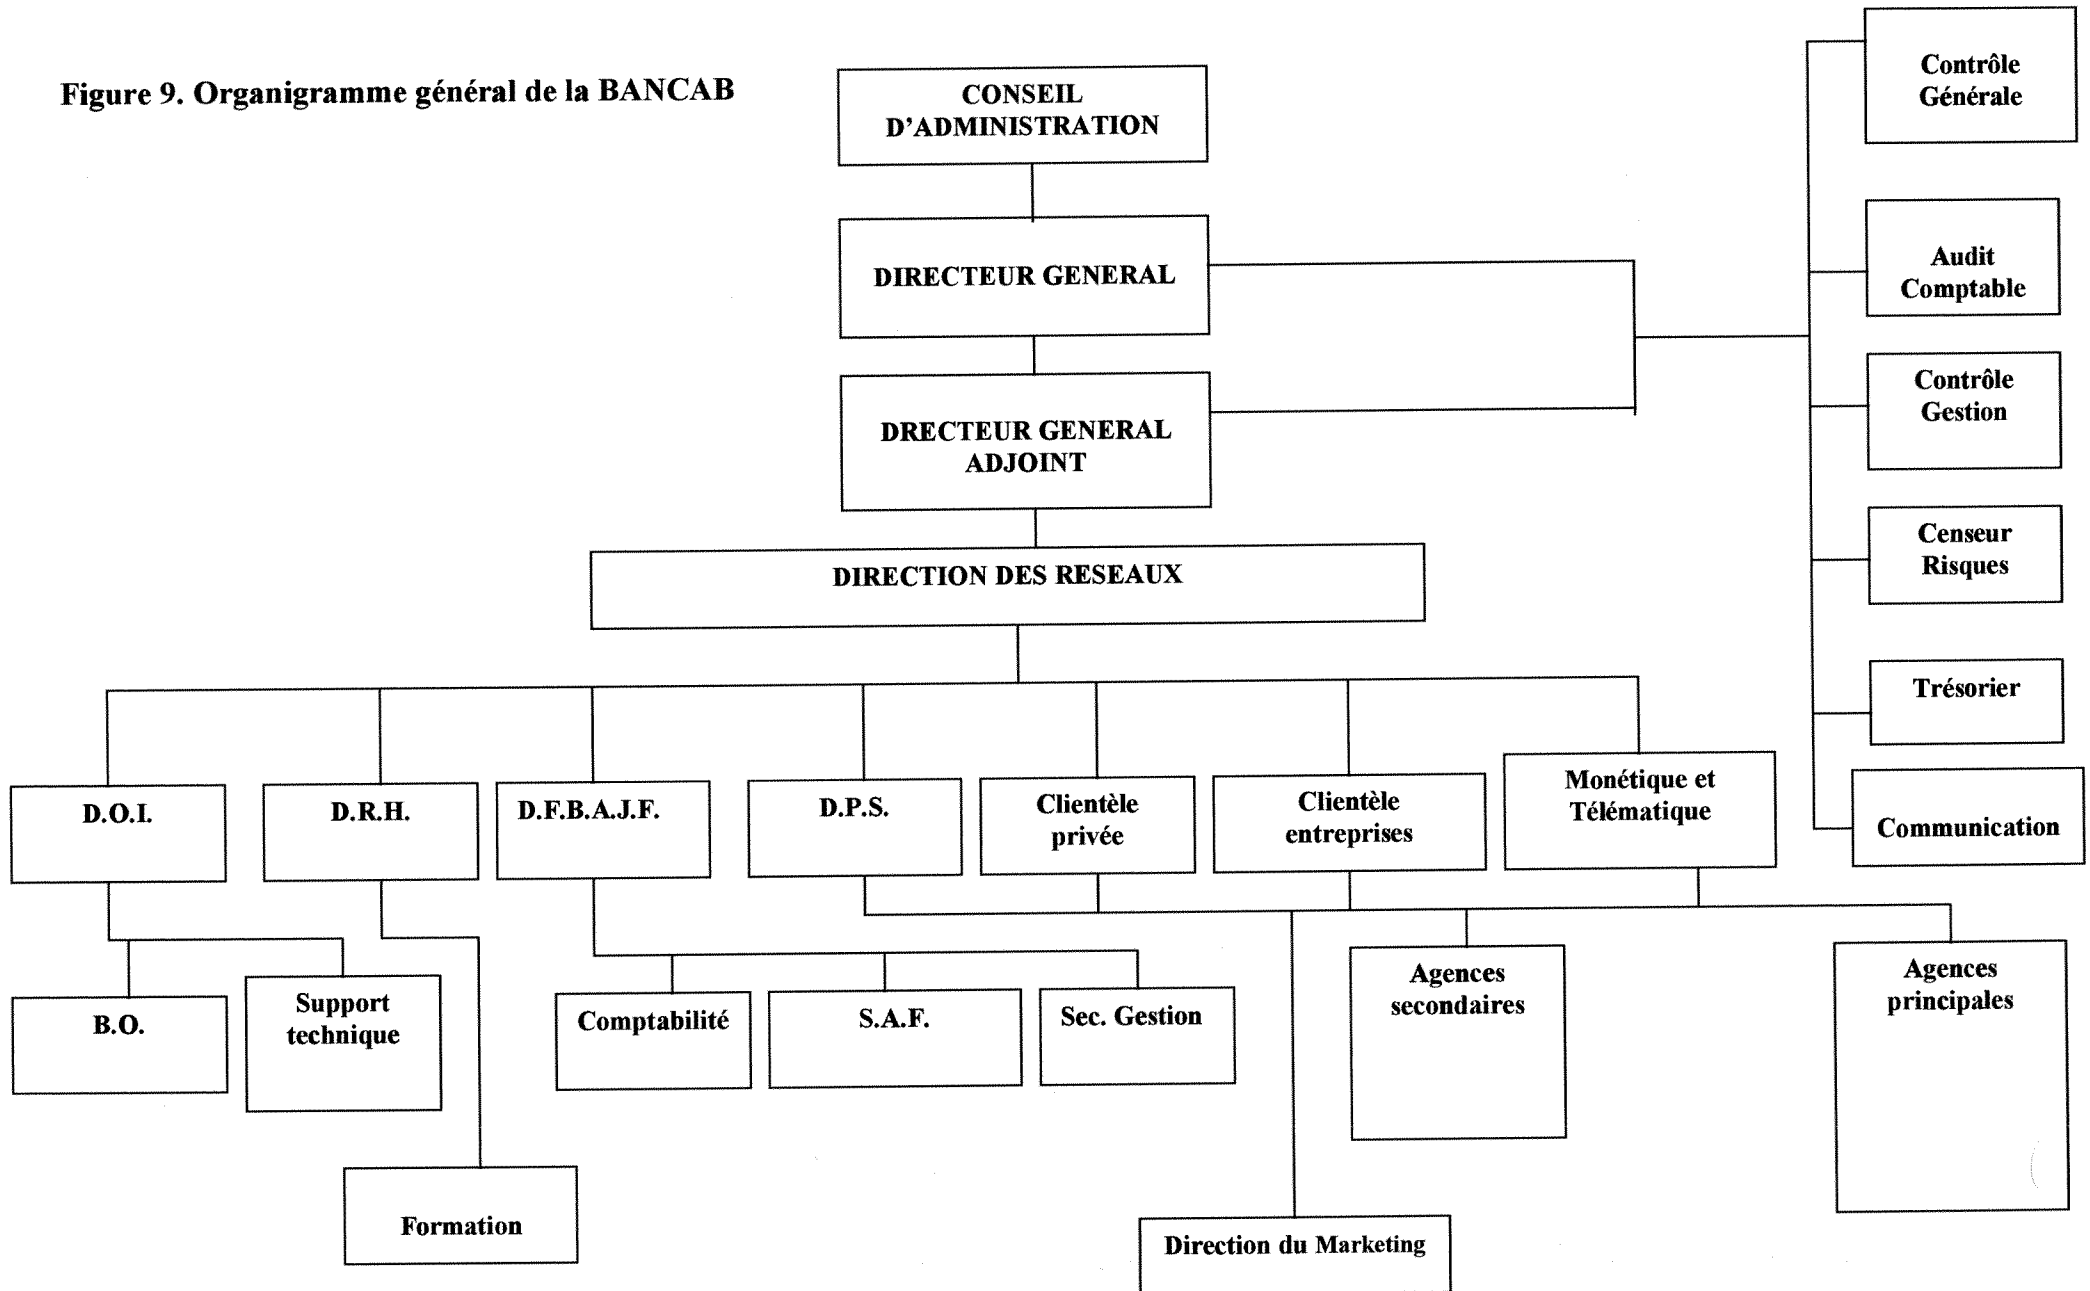 Figure 9. Organigramme général de la BANCAB
CONSEIL
D'ADMINISTRATION
DIRECTEUR GENERAL
DRECTEUR GENERAL
ADJOINT
DIRECTION DES RESEAUX
Contrôle
Générale
Audit
Comptable
Contrôle
Gestion
Censeur
Risques
Trésorier
Communication
D.O.I.
D.R.H.
D.F.B.A.J.F.
D.P.S.
Clientèle
privée
Clientèle
entreprises
Monétique et
Télématique
B.O.
Support
technique
Comptabilité
S.A.F.
Sec. Gestion
Agences
secondaires
Agences
principales
Formation
Direction du Marketing